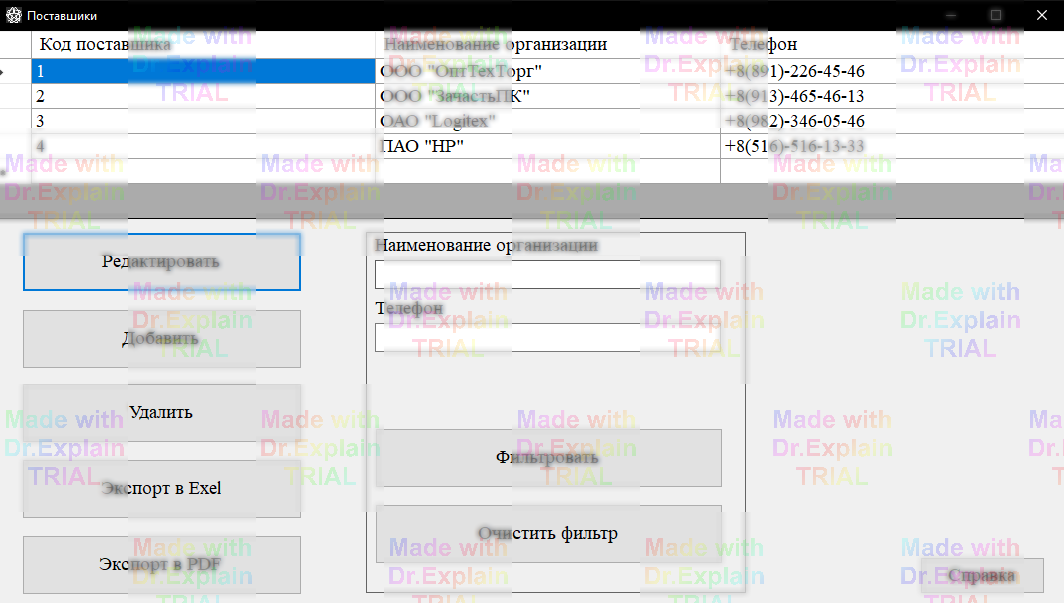 Поставщики
Код поставшика Наименование организации Телефон
1 ООО "ОптТехТорг" +8(891)-226-45-46
2 ООО "ЗачастьПК" +8(913)-465-46-13
3 ОАО "Logitex" +8(982)-346-05-46
4 ПАО "HP" +8(516)-516-13-33
Редактировать
Добавить
Удалить
Экспорт в Exel
Экспорт в PDF
Наименование организации
Телефон
Фильтровать
Очистить фильтр
Справка
Made with
Dr.Explain
TRIAL